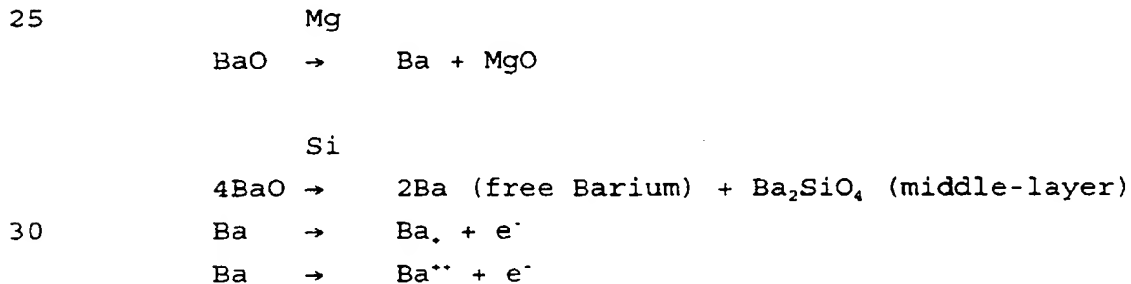 25 Mg
BaO → Ba + MgO
Si
4BaO → 2Ba (free Barium) + Ba₂SiO₄ (middle-layer)
30 Ba → Ba₊ + e⁻
Ba → Ba⁺⁺ + e⁻